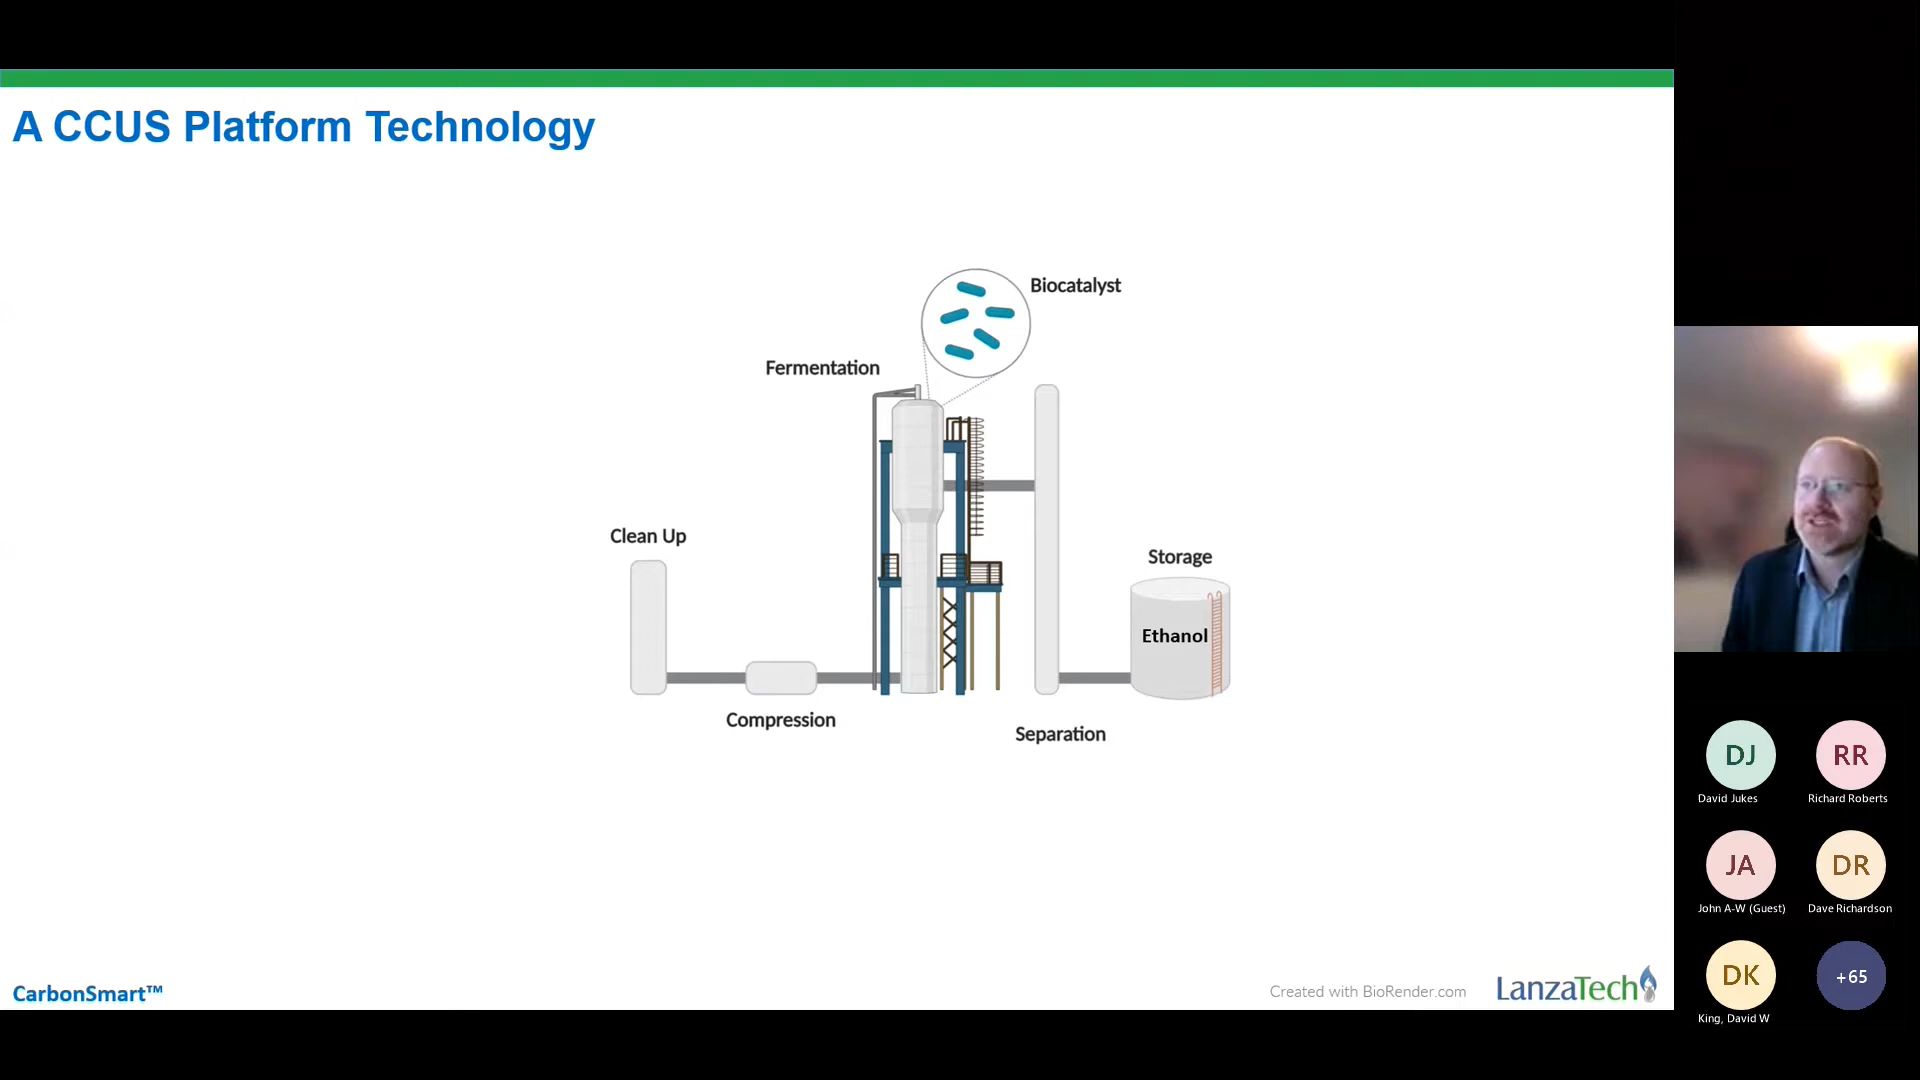 A CCUS Platform Technology
Biocatalyst
Fermentation
Clean Up
Storage
Ethanol
Compression
Separation
CarbonSmart™
Created with BioRender.com
LanzaTech
DJ
RR
David Jukes
Richard Roberts
JA
DR
John A-W (Guest)
Dave Richardson
DK
+65
King, David W